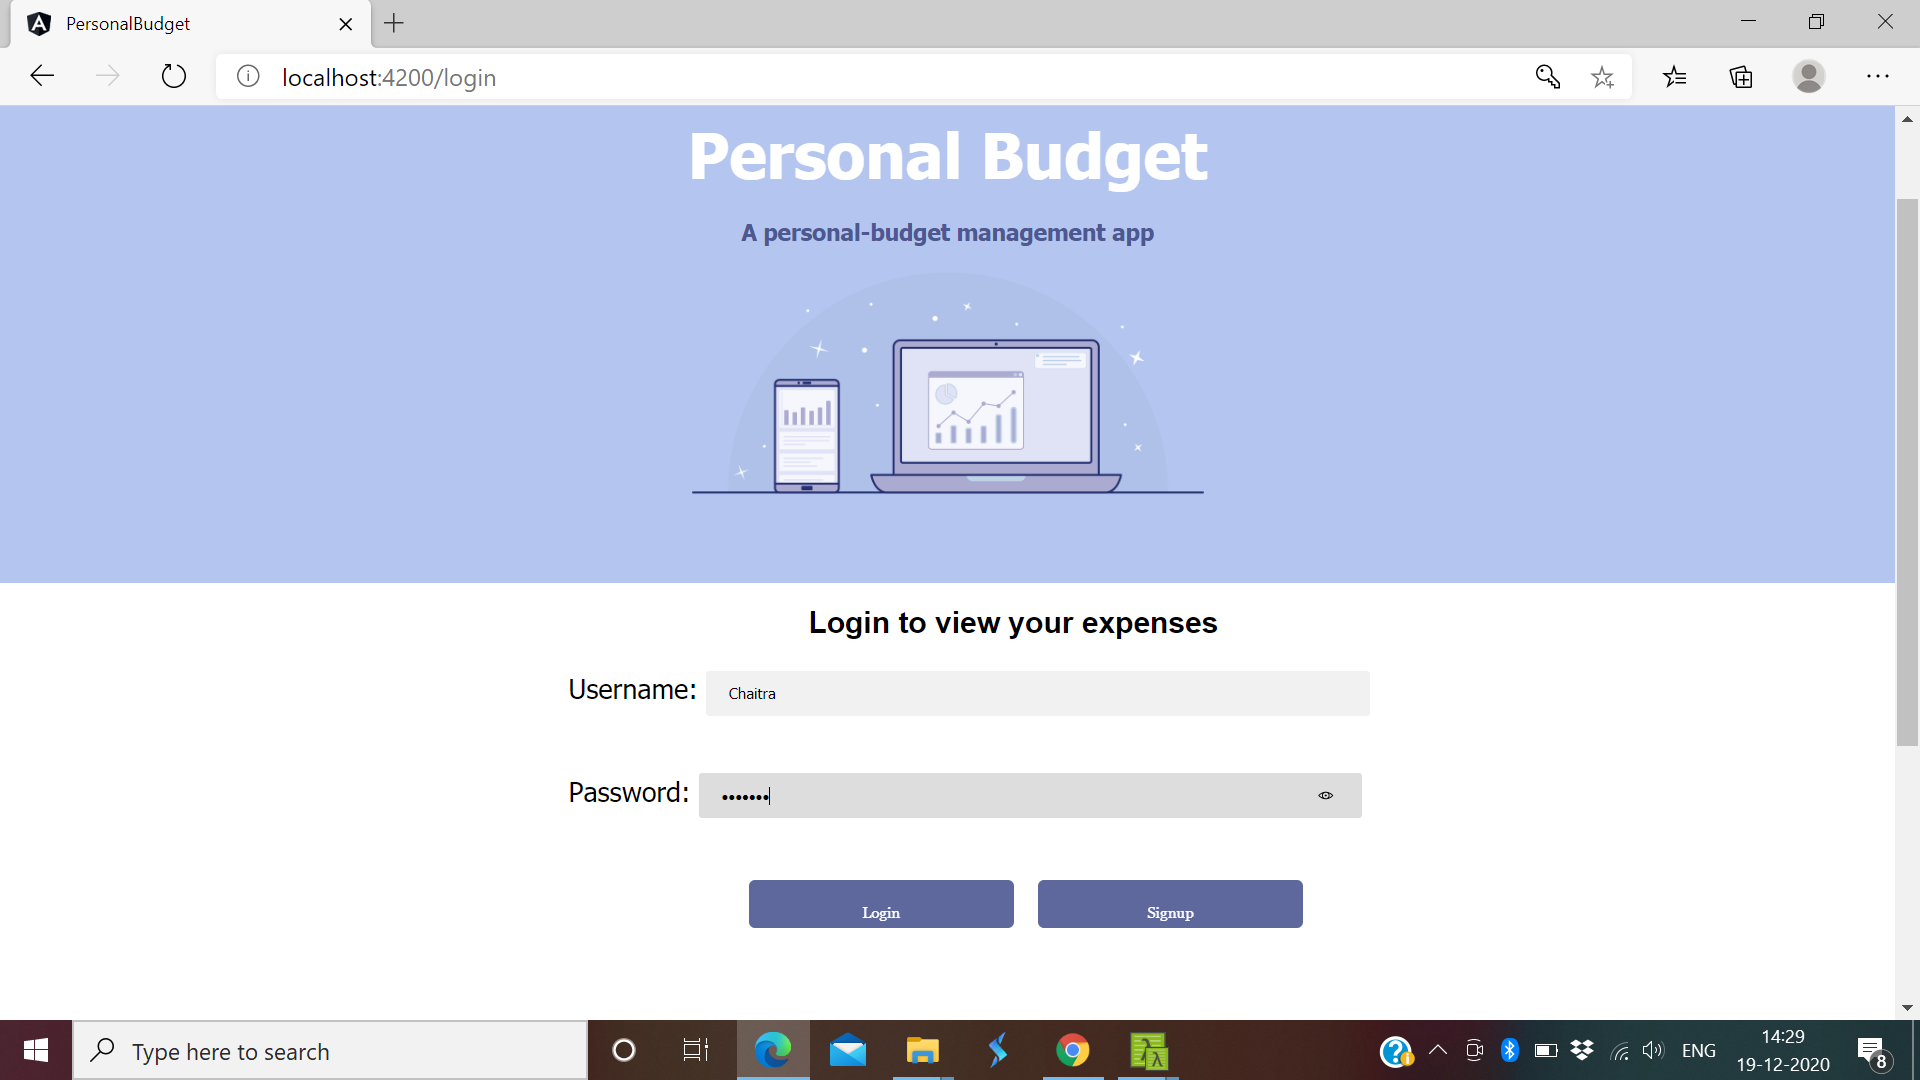 PersonalBudget
localhost:4200/login
Personal Budget
A personal-budget management app
Login to view your expenses
Username: Chaitra
Password: •••••••
Login Signup
Type here to search
ENG
14:29
19-12-2020
8